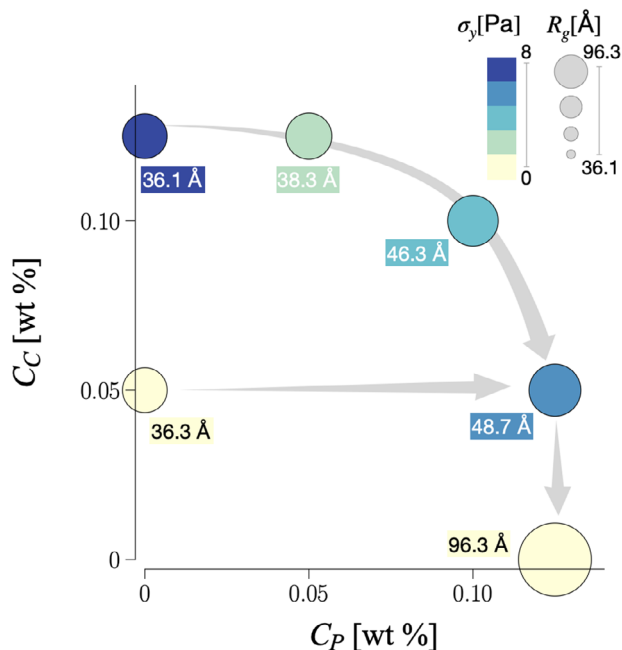 σy[Pa] Rg[Å]
8 96.3
0 36.1
36.1 Å 38.3 Å
0.10
46.3 Å
CC [wt %]
0.05
36.3 Å 48.7 Å
96.3 Å
0
0 0.05 0.10
CP [wt %]